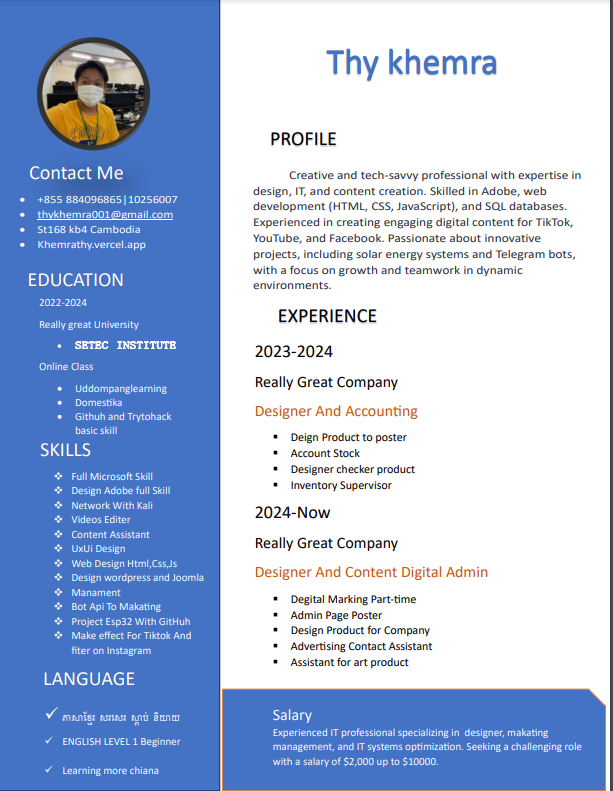 Thy khemra
Contact Me
+855 884096865|10256007
thykhemra001@gmail.com
St168 kb4 Cambodia
Khemrathy.vercel.app
EDUCATION
2022-2024
Really great University
SETEC INSTITUTE
Online Class
Uddompanglearning
Domestika
Githuh and Trytohack
basic skill
SKILLS
Full Microsoft Skill
Design Adobe full Skill
Network With Kali
Videos Editer
Content Assistant
UxUi Design
Web Design Html,Css,Js
Design wordpress and Joomla
Manament
Bot Api To Makating
Project Esp32 With GitHuh
Make effect For Tiktok And
fiter on Instagram
LANGUAGE
ភាសាខ្មែរ សរសេរ ស្តាប់ និយាយ
ENGLISH LEVEL 1 Beginner
Learning more chiana
PROFILE
Creative and tech-savvy professional with expertise in
design, IT, and content creation. Skilled in Adobe, web
development (HTML, CSS, JavaScript), and SQL databases.
Experienced in creating engaging digital content for TikTok,
YouTube, and Facebook. Passionate about innovative
projects, including solar energy systems and Telegram bots,
with a focus on growth and teamwork in dynamic
environments.
EXPERIENCE
2023-2024
Really Great Company
Designer And Accounting
Deign Product to poster
Account Stock
Designer checker product
Inventory Supervisor
2024-Now
Really Great Company
Designer And Content Digital Admin
Degital Marking Part-time
Admin Page Poster
Design Product for Company
Advertising Contact Assistant
Assistant for art product
Salary
Experienced IT professional specializing in designer, makating
management, and IT systems optimization. Seeking a challenging role
with a salary of $2,000 up to $10000.